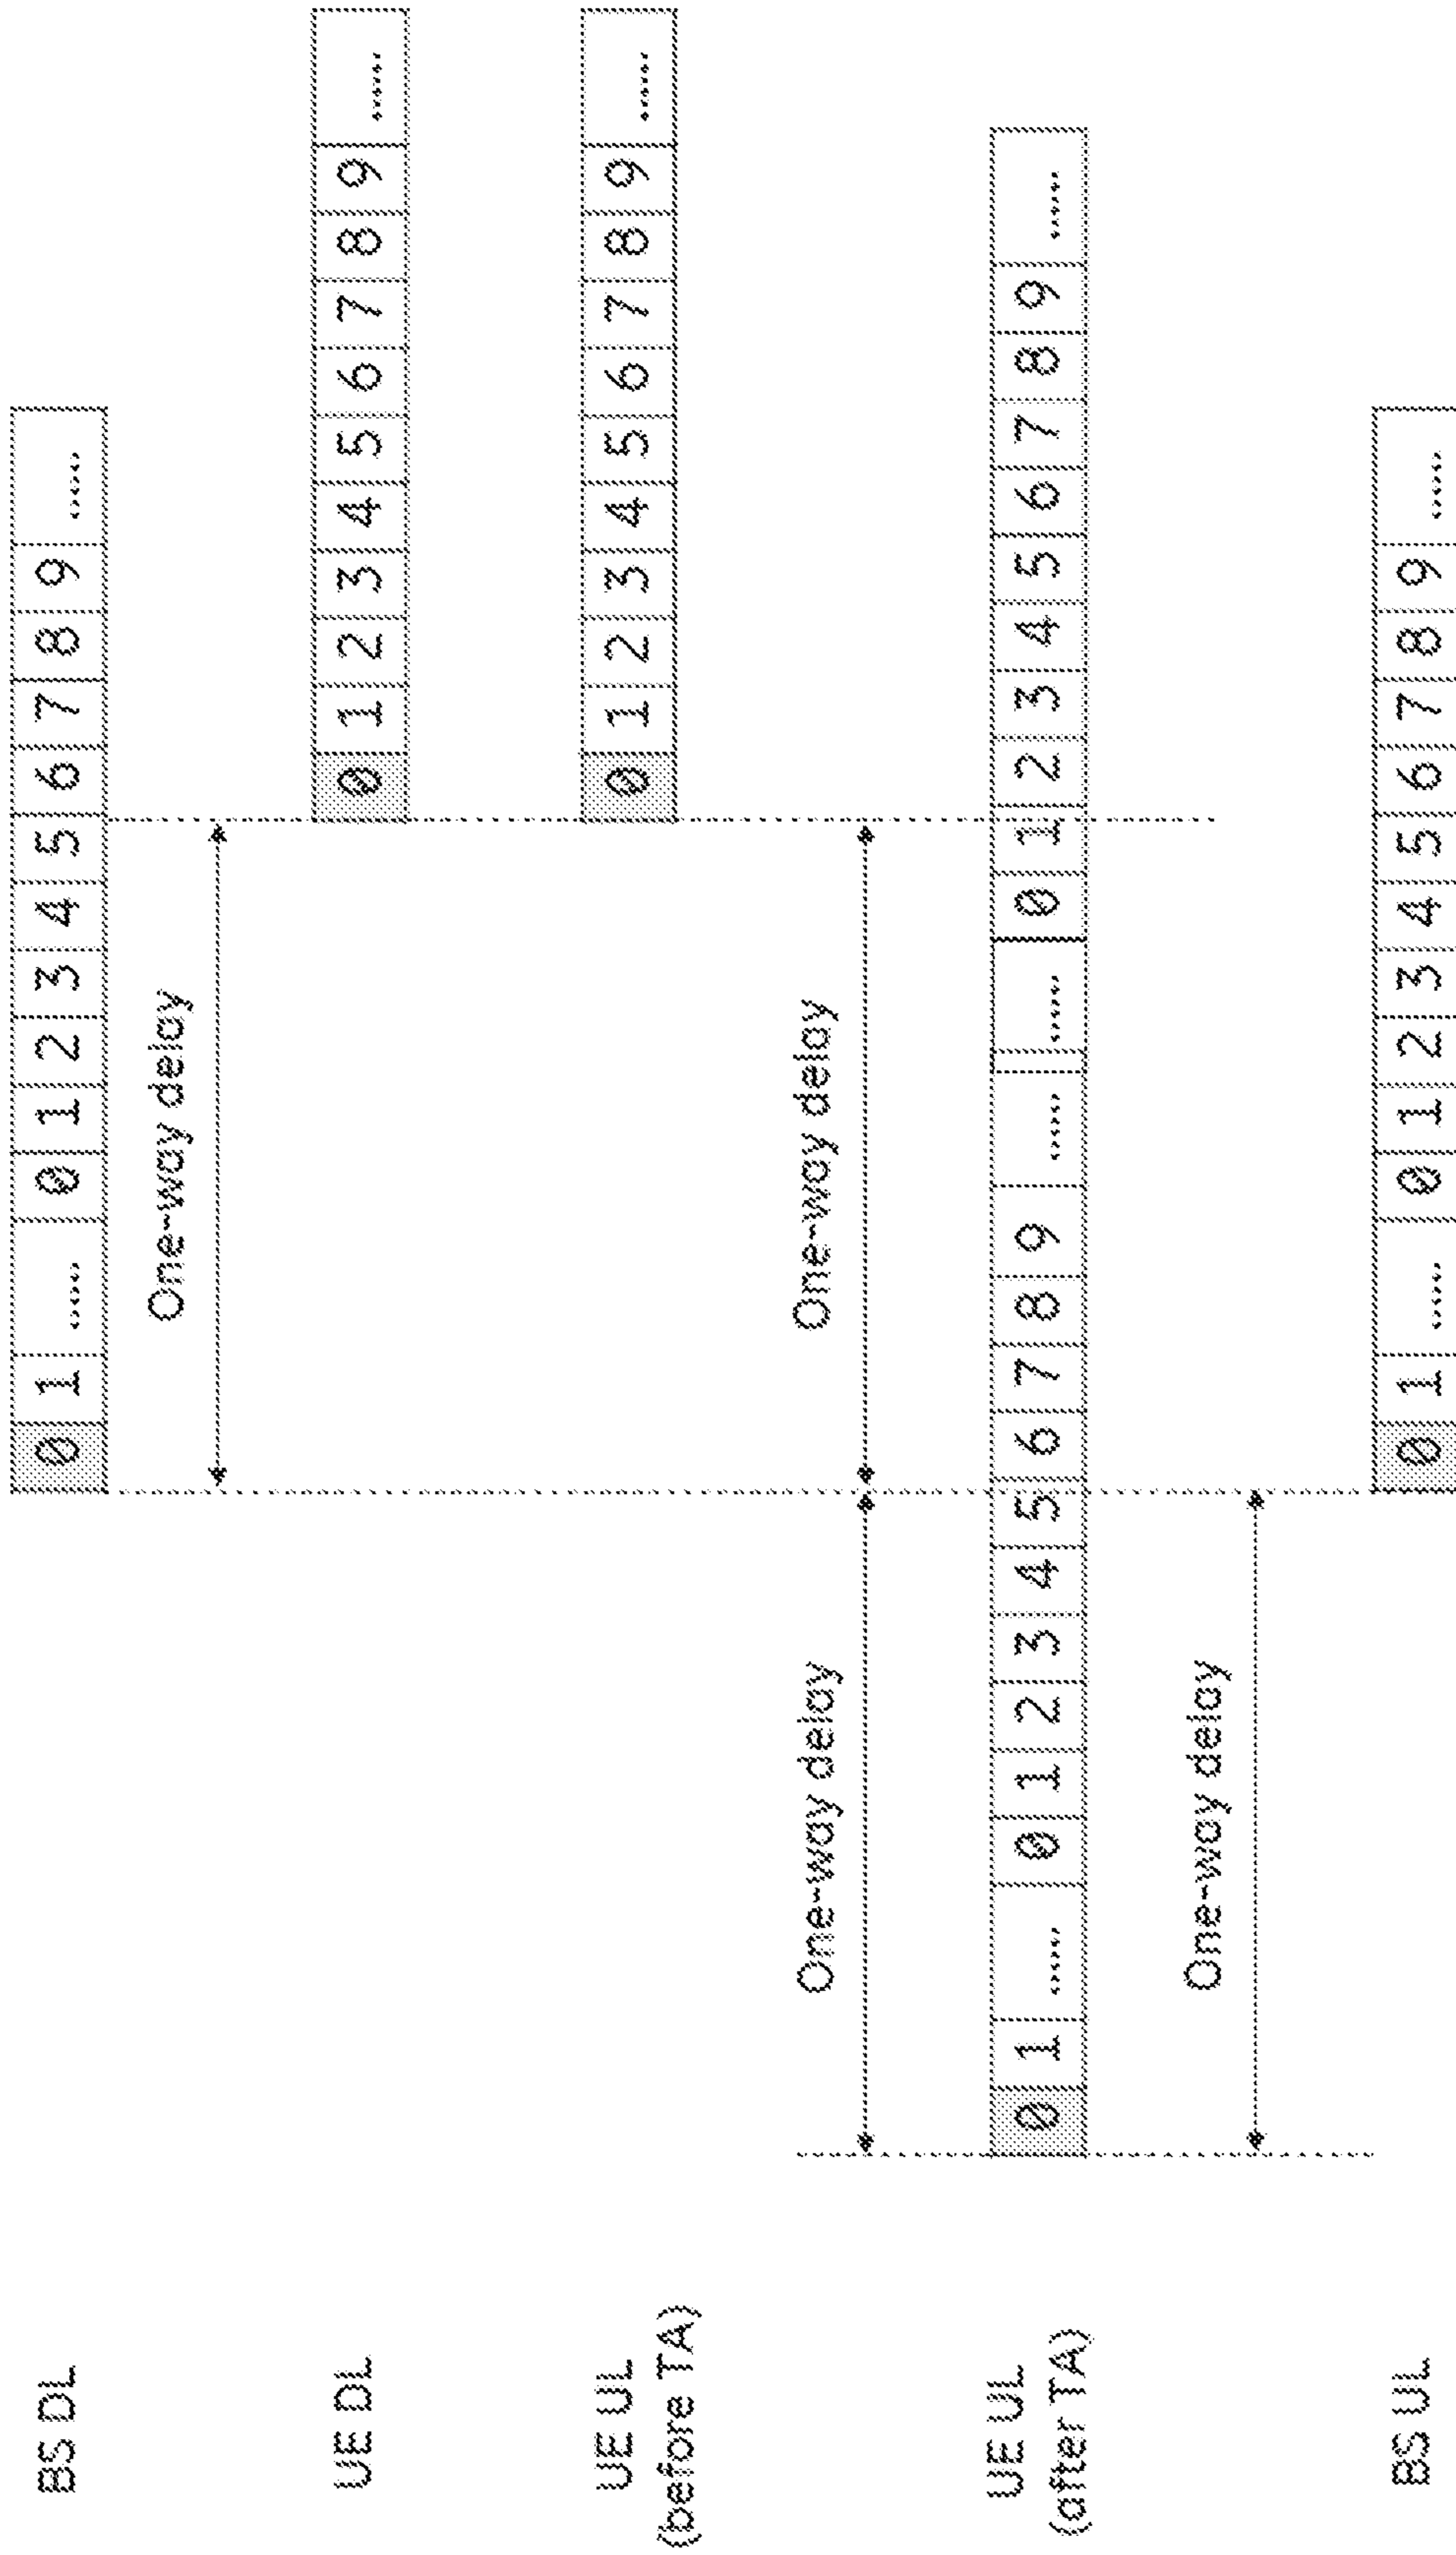 BS DL
0 1 ...... 0 1 2 3 4 5 6 7 8 9 ......
One-way delay
UE DL
0 1 2 3 4 5 6 7 8 9 ......
UE UL
(before TA)
0 1 2 3 4 5 6 7 8 9 ......
One-way delay
One-way delay
UE UL
(after TA)
0 1 ...... 0 1 2 3 4 5 6 7 8 9 ...... ...... 0 1 2 3 4 5 6 7 8 9 ......
One-way delay
BS UL
0 1 ...... 0 1 2 3 4 5 6 7 8 9 ......